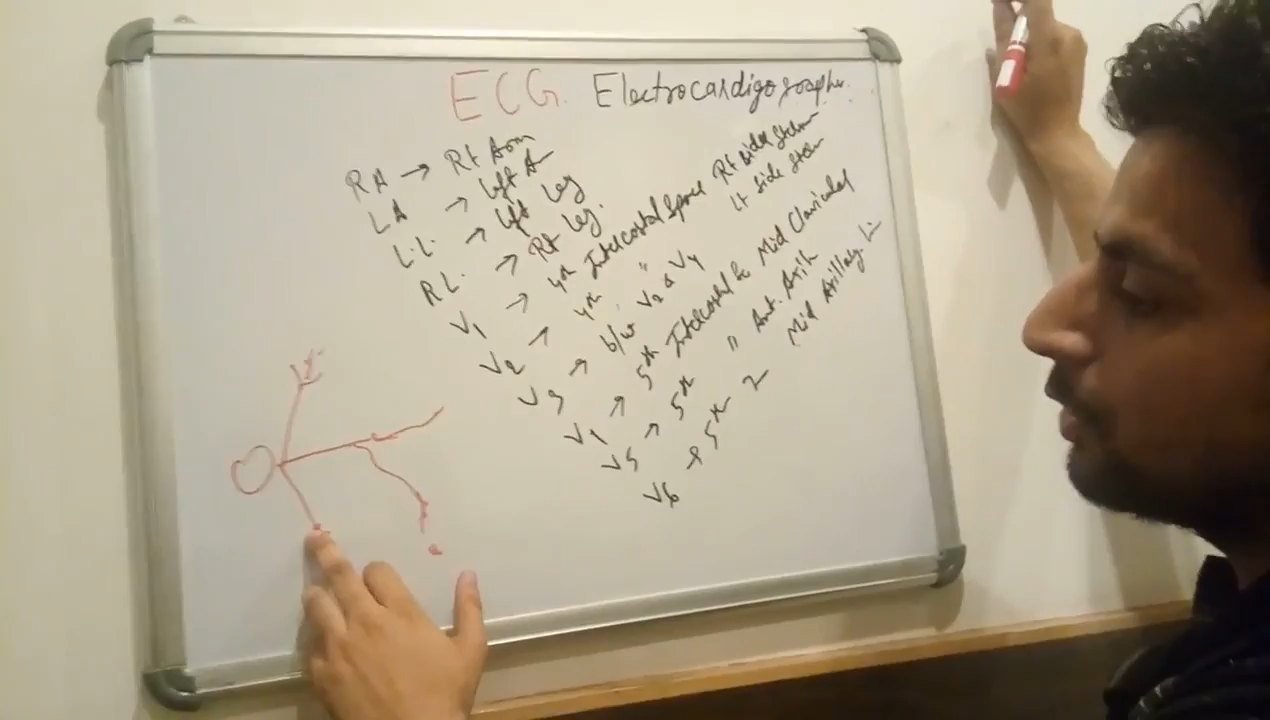 ECG. Electrocardigography.
RA → Rt Arm
LA → Left A
LL. → Left Leg
RL. → Rt Leg.
V1 → 4th Intercostal Space Rt side Sternum
V2 → 4th " Lt side Stern
V3 → b/w V2 & V4
V4 → 5th Intercostal Mid Clavicular
V5 → 5th " Ant. Axil
V6 → 5th Mid Axillary Li